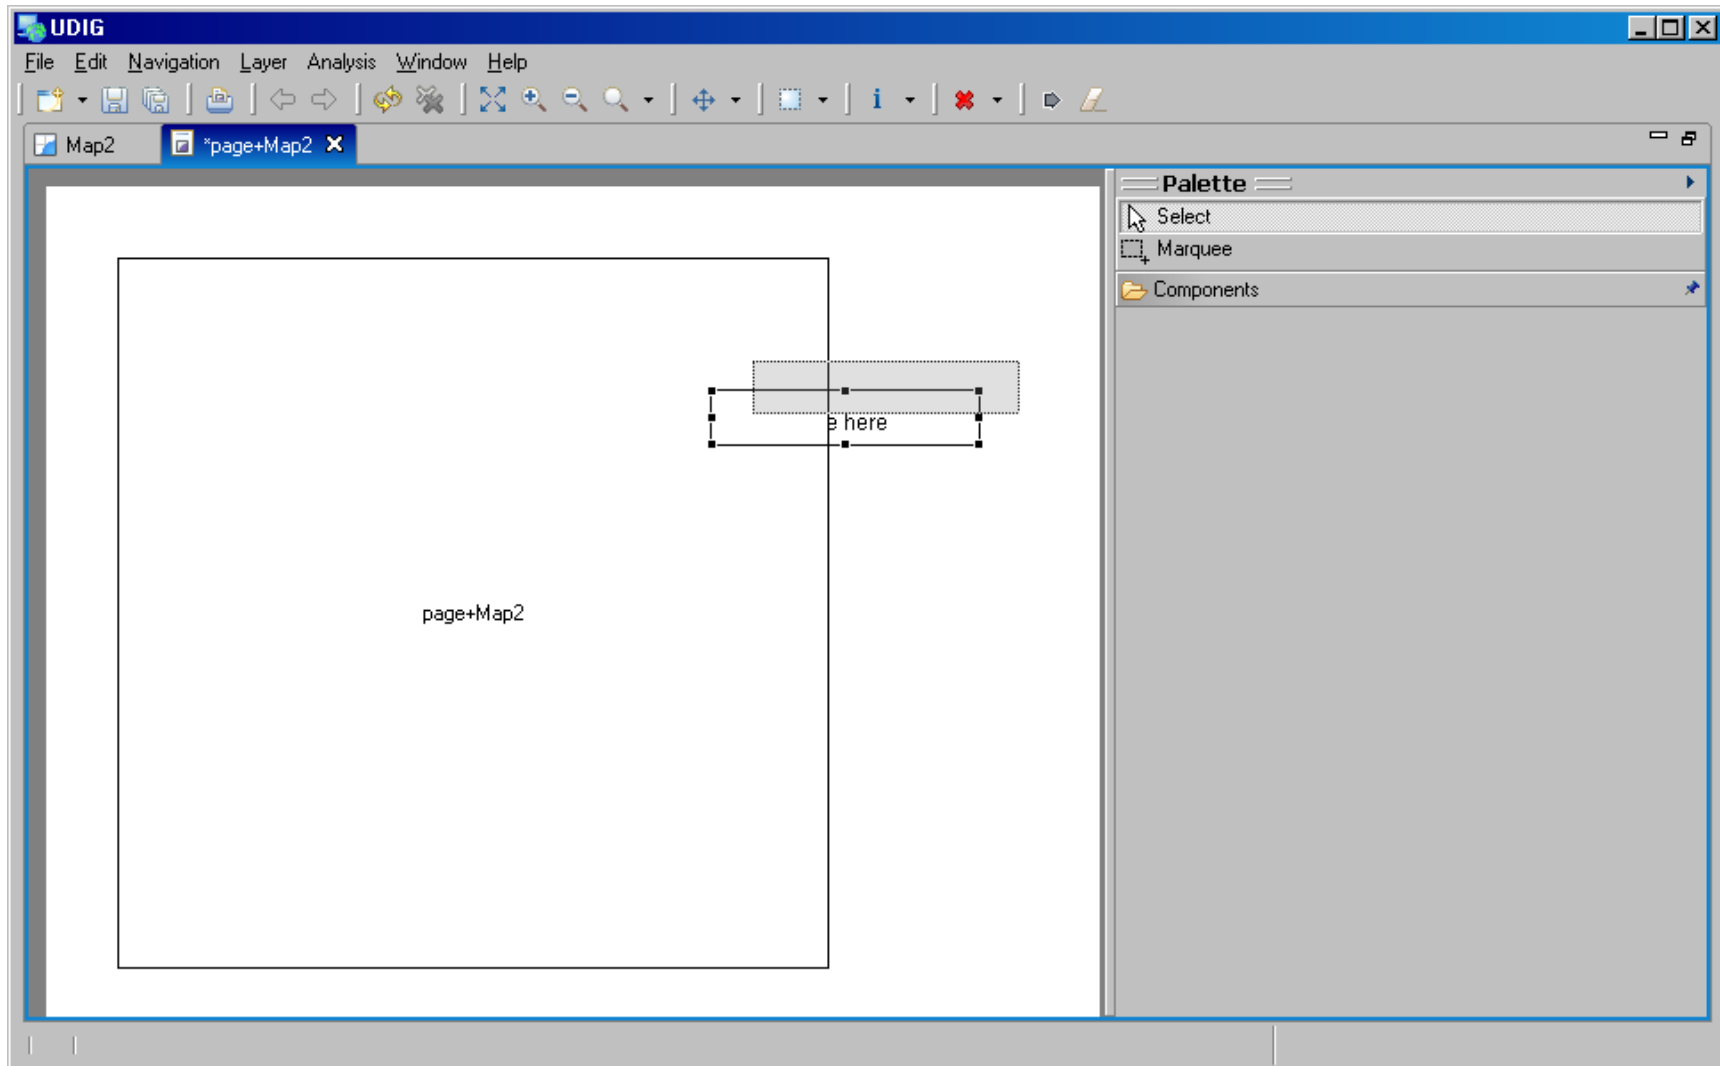 UDIG
File Edit Navigation Layer Analysis Window Help
Map2 *page+Map2
Palette
Select
Marquee
Components
e here
page+Map2